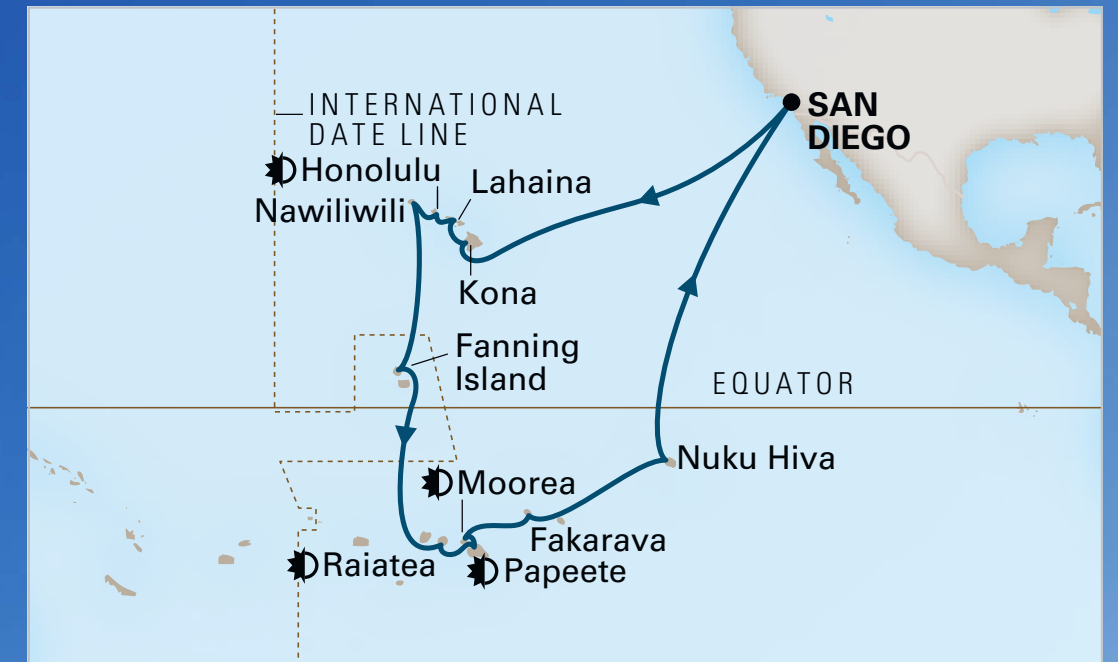 SAN
DIEGO
INTERNATIONAL
DATE LINE
Honolulu
Lahaina
Nawiliwili
Kona
Fanning
Island
EQUATOR
Nuku Hiva
Moorea
Fakarava
Raiatea
Papeete